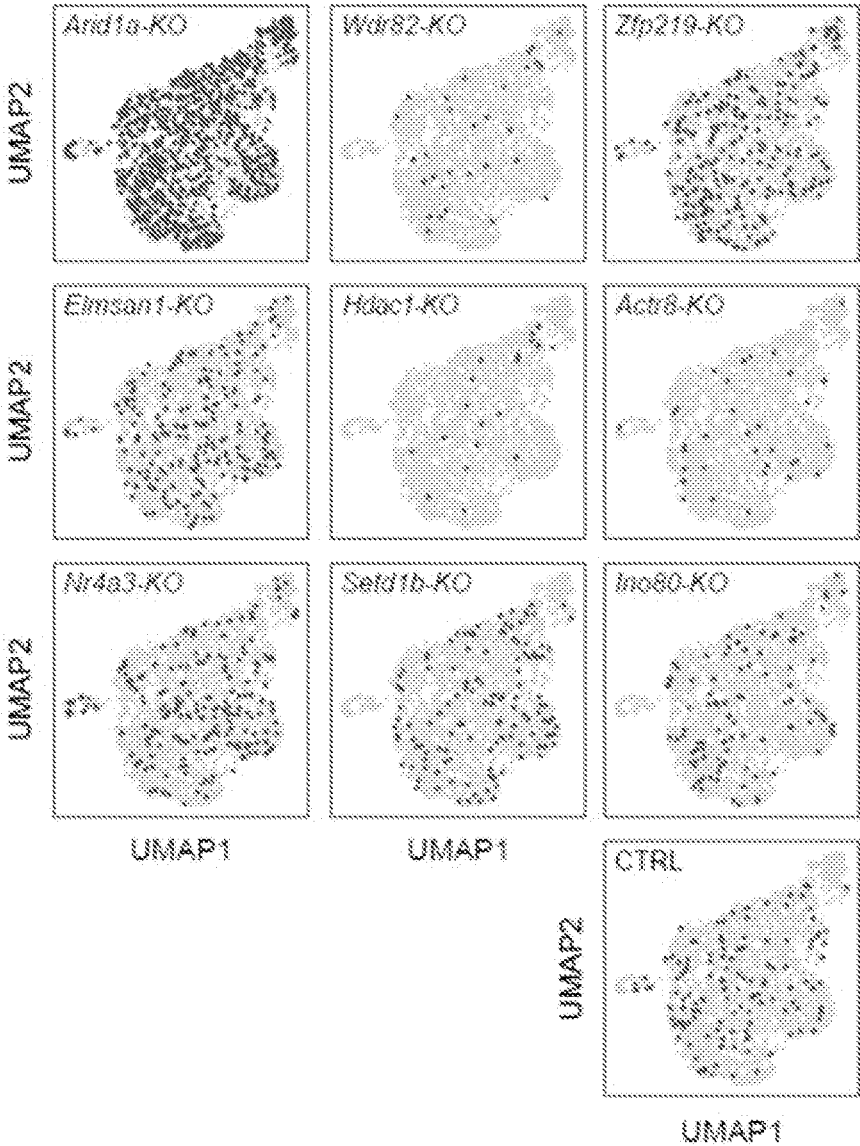 Arid1a-KO Wdr82-KO Zfp219-KO
UMAP2
Elmsan1-KO Hdac1-KO Actr8-KO
UMAP2
Nr4a3-KO Setd1b-KO Ino80-KO
UMAP2
UMAP1 UMAP1
CTRL
UMAP2
UMAP1